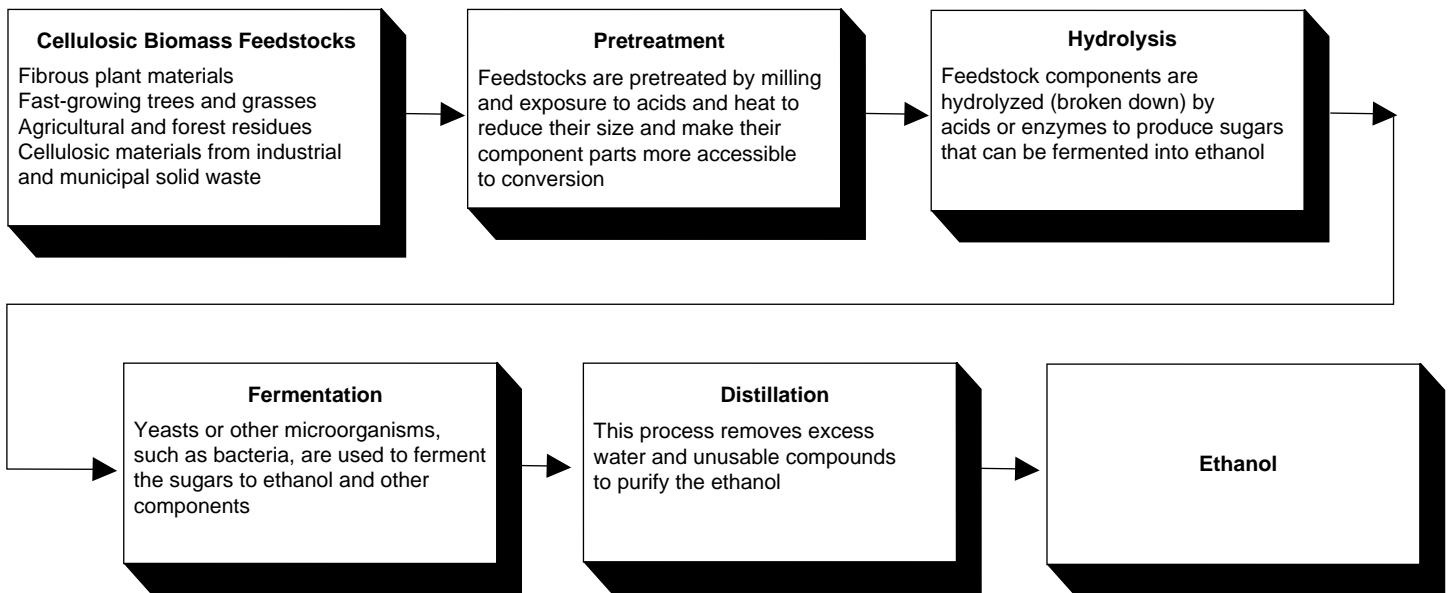 Cellulosic Biomass Feedstocks
Fibrous plant materials
Fast-growing trees and grasses
Agricultural and forest residues
Cellulosic materials from industrial
and municipal solid waste
Pretreatment
Feedstocks are pretreated by milling
and exposure to acids and heat to
reduce their size and make their
component parts more accessible
to conversion
Hydrolysis
Feedstock components are
hydrolyzed (broken down) by
acids or enzymes to produce sugars
that can be fermented into ethanol
Fermentation
Yeasts or other microorganisms,
such as bacteria, are used to ferment
the sugars to ethanol and other
components
Distillation
This process removes excess
water and unusable compounds
to purify the ethanol
Ethanol